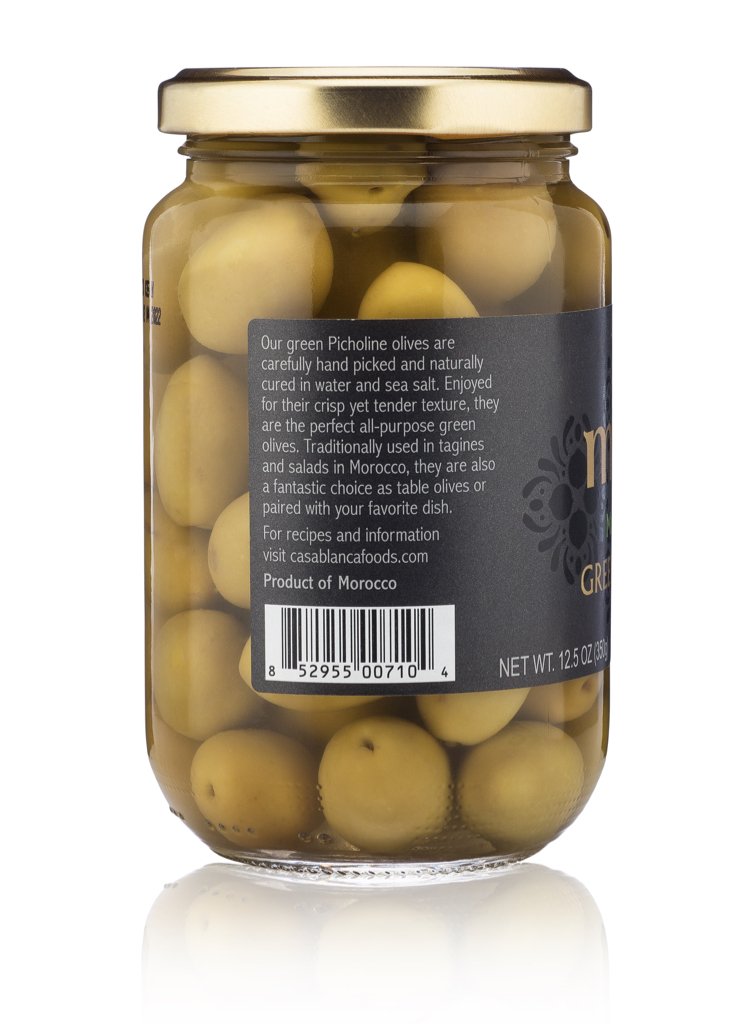 Our green Picholine olives are
carefully hand picked and naturally
cured in water and sea salt. Enjoyed
for their crisp yet tender texture, they
are the perfect all-purpose green
olives. Traditionally used in tagines
and salads in Morocco, they are also
a fantastic choice as table olives or
paired with your favorite dish.
For recipes and information
visit casablancafoods.com
Product of Morocco
8 52955 00710 4
NET WT. 12.5 OZ (350g